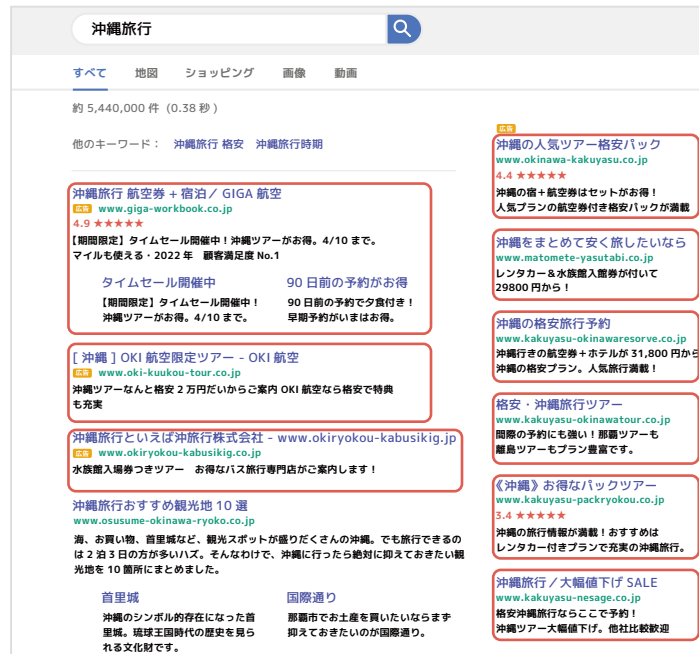 沖縄旅行
すべて 地図 ショッピング 画像 動画
約 5,440,000 件 (0.38 秒 )
他のキーワード： 沖縄旅行 格安 沖縄旅行時期
沖縄旅行 航空券 + 宿泊／ GIGA 航空
広告 www.giga-workbook.co.jp
4.9 ★★★★★
【期間限定】タイムセール開催中！沖縄ツアーがお得。4/10 まで。
マイルも使える・2022 年 顧客満足度 No.1
タイムセール開催中
【期間限定】タイムセール開催中！
沖縄ツアーがお得。4/10 まで。
90 日前の予約がお得
90 日前の予約で夕食付き！
早期予約がいまはお得。
[ 沖縄 ] OKI 航空限定ツアー - OKI 航空
広告 www.oki-kuukou-tour.co.jp
沖縄ツアーなんと格安 2 万円だいからご案内 OKI 航空なら格安で特典
も充実
沖縄旅行といえば沖旅行株式会社 - www.okiryokou-kabusikig.jp
広告 www.okiryokou-kabusikig.co.jp
水族館入場券つきツアー お得なバス旅行専門店がご案内します！
沖縄旅行おすすめ観光地 10 選
www.osusume-okinawa-ryoko.co.jp
海、お買い物、首里城など、観光スポットが盛りだくさんの沖縄。でも旅行できるの
は 2 泊 3 日の方が多いハズ。そんなわけで、沖縄に行ったら絶対に抑えておきたい観
光地を 10 箇所にまとめました。
首里城
沖縄のシンボル的存在になった首
里城。琉球王国時代の歴史を見ら
れる文化財です。
国際通り
那覇市でお土産を買いたいならまず
抑えておきたいのが国際通り。
広告
沖縄の人気ツアー格安パック
www.okinawa-kakuyasu.co.jp
4.4 ★★★★★
沖縄の宿＋航空券はセットがお得！
人気プランの航空券付き格安パックが満載
沖縄をまとめて安く旅したいなら
www.matomete-yasutabi.co.jp
レンタカー＆水族館入館券が付いて
29800 円から！
沖縄の格安旅行予約
www.kakuyasu-okinawaresorve.co.jp
沖縄行きの航空券＋ホテルが 31,800 円から
沖縄の格安プラン。人気旅行満載！
格安・沖縄旅行ツアー
www.kakuyasu-okinawatour.co.jp
間際の予約にも強い！那覇ツアーも
離島ツアーもプラン豊富です。
《沖縄》お得なパックツアー
www.kakuyasu-packryokou.co.jp
3.4 ★★★★★
沖縄の旅行情報が満載！おすすめは
レンタカー付きプランで充実の沖縄旅行。
沖縄旅行／大幅値下げ SALE
www.kakuyasu-nesage.co.jp
格安沖縄旅行ならここで予約！
沖縄ツアー大幅値下げ。他社比較歓迎